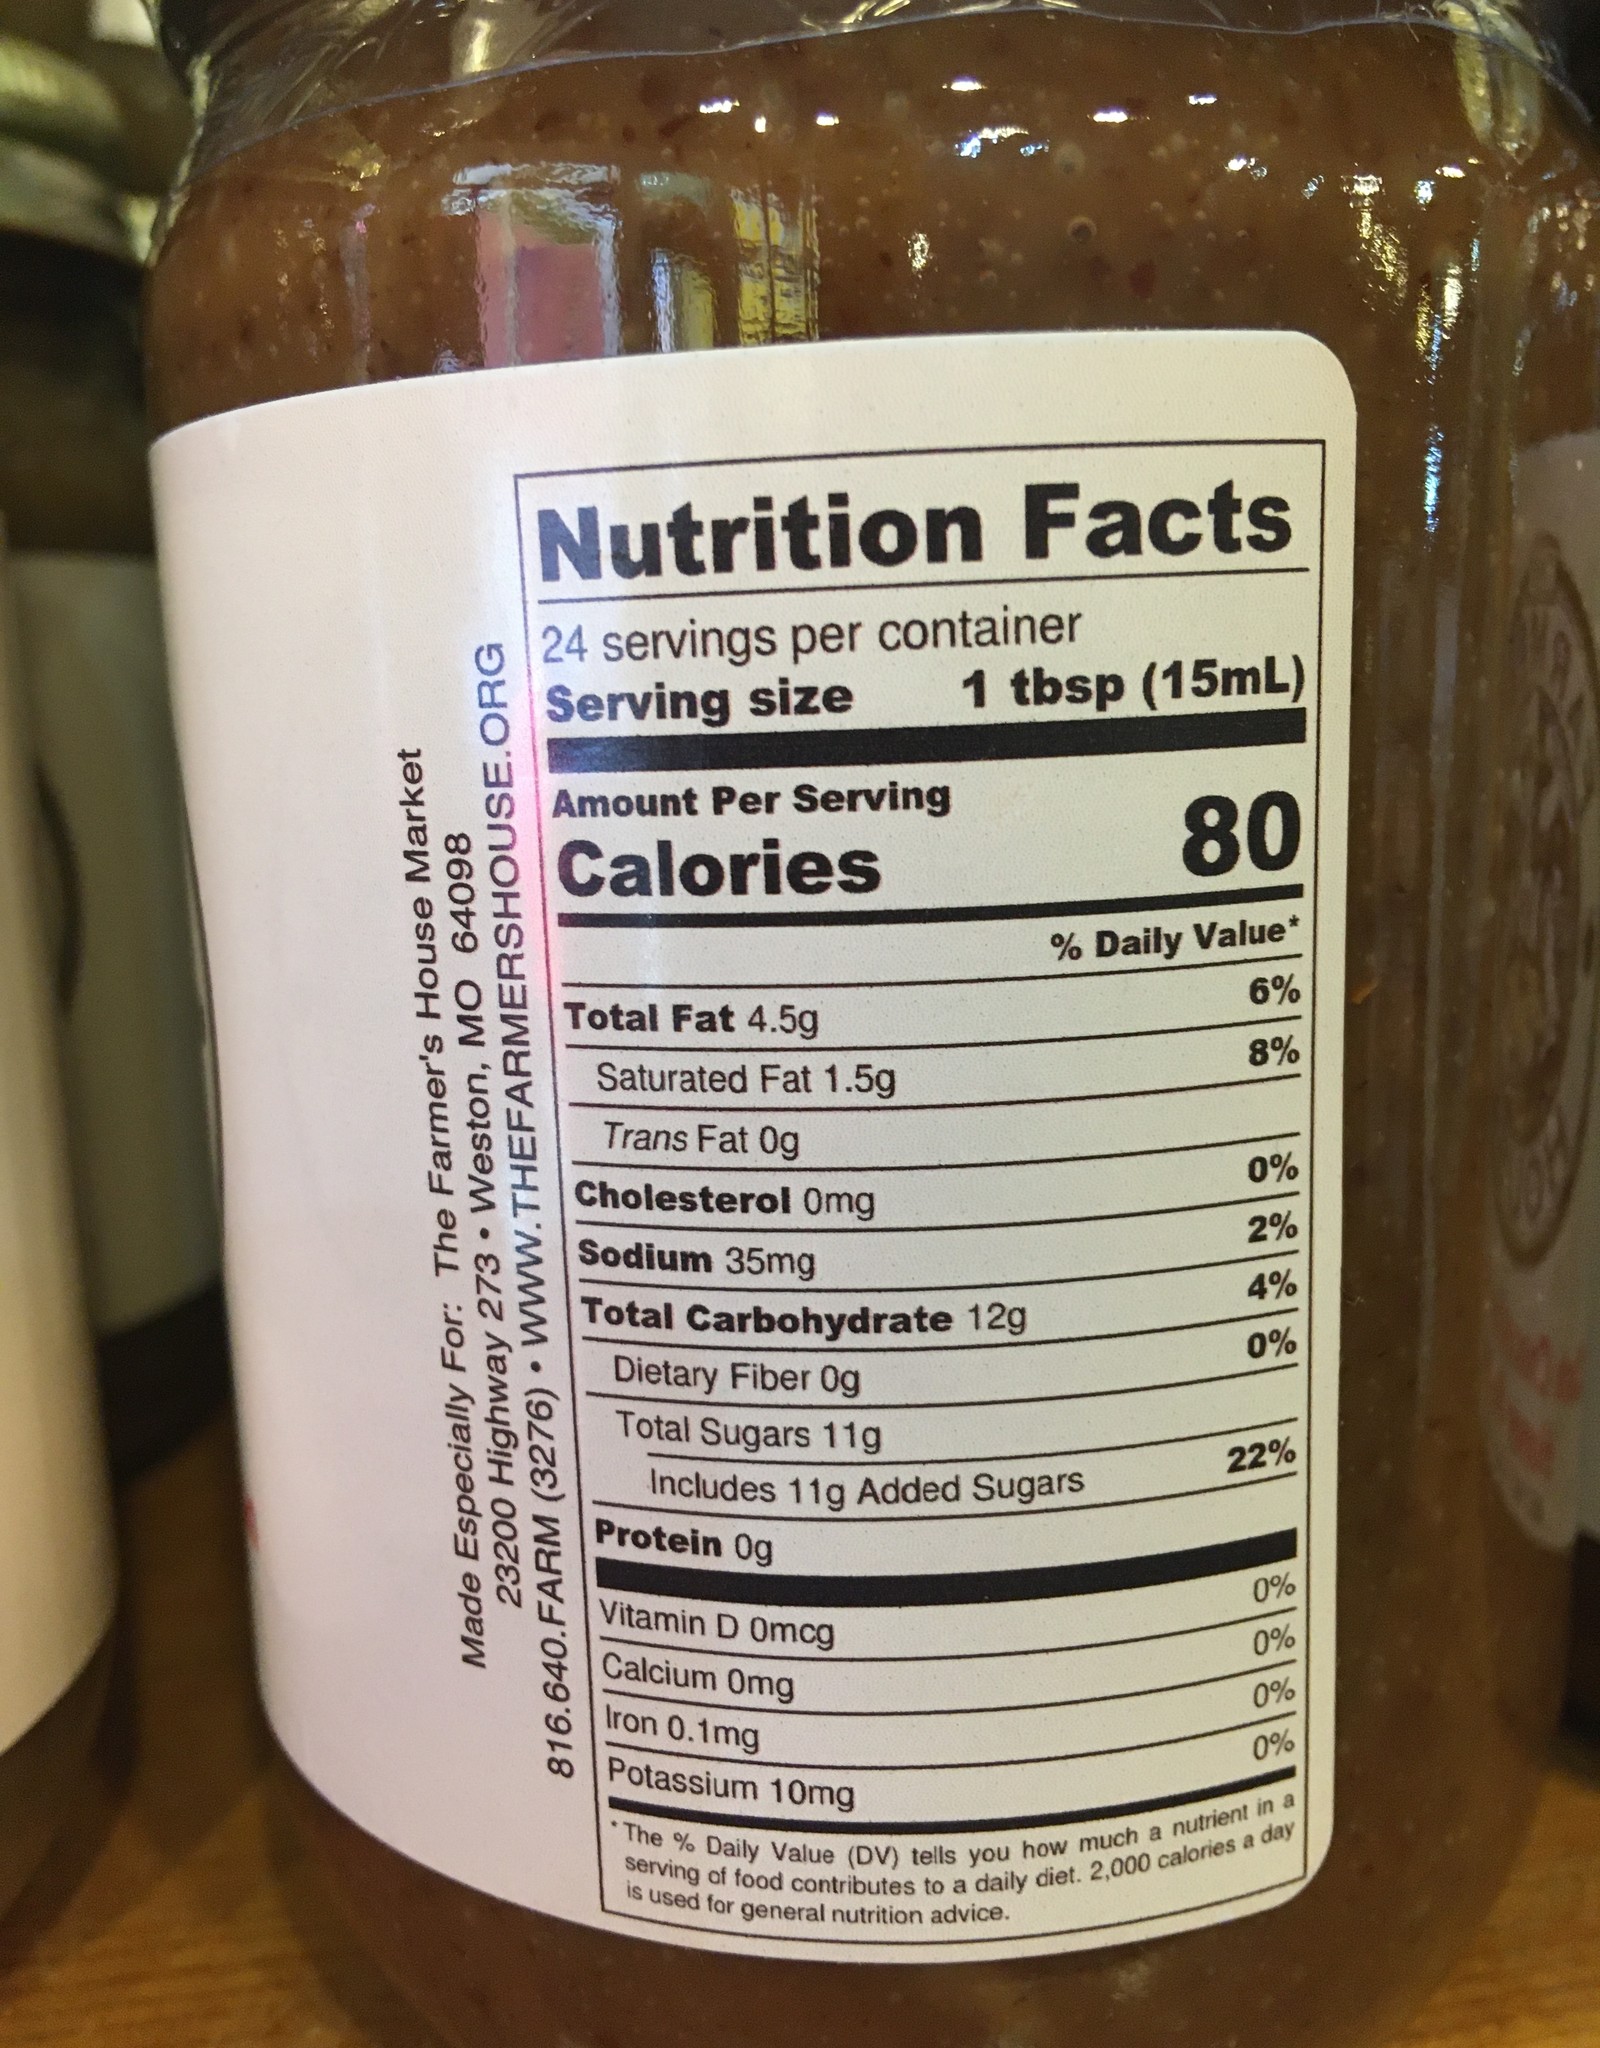 Made Especially For: The Farmer's House Market
23200 Highway 273 • Weston, MO 64098
816.640.FARM (3276) • WWW.THEFARMERSHOUSE.ORG
Nutrition Facts
24 servings per container
Serving size 1 tbsp (15mL)
Amount Per Serving
Calories 80
% Daily Value*
Total Fat 4.5g 6%
Saturated Fat 1.5g 8%
Trans Fat 0g
Cholesterol 0mg 0%
Sodium 35mg 2%
Total Carbohydrate 12g 4%
Dietary Fiber 0g 0%
Total Sugars 11g
Includes 11g Added Sugars 22%
Protein 0g
Vitamin D 0mcg 0%
Calcium 0mg 0%
Iron 0.1mg 0%
Potassium 10mg 0%
*The % Daily Value (DV) tells you how much a nutrient in a
serving of food contributes to a daily diet. 2,000 calories a day
is used for general nutrition advice.